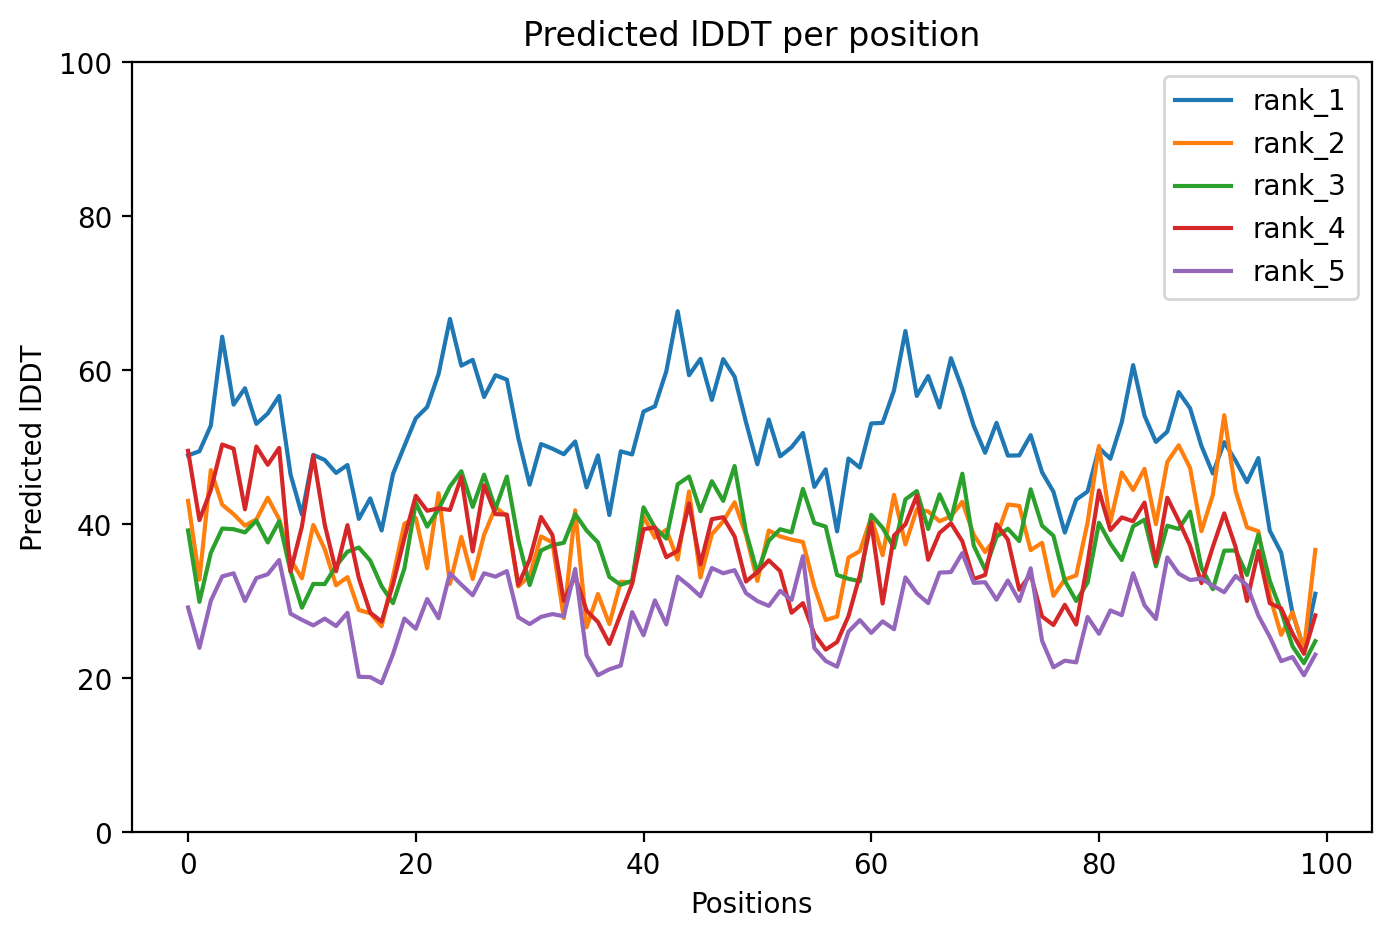 Predicted lDDT per position
100
80
60
40
20
0
Predicted lDDT
0 20 40 60 80 100
Positions
rank_1
rank_2
rank_3
rank_4
rank_5